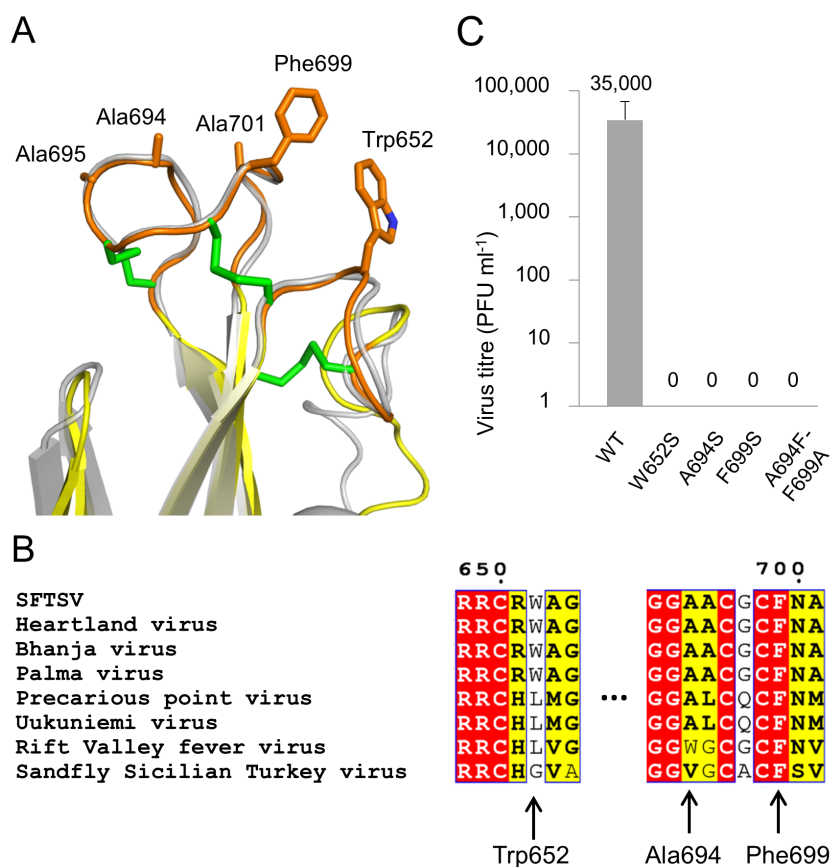 A
Phe699
Ala694
Ala701
Ala695
Trp652
C
Virus titre (PFU ml-1)
100,000
10,000
1,000
100
10
1
35,000
0 0 0 0
WT
W652S
A694S
F699S
A694F-
F699A
B
650 700
SFTSV RRCRWAG GGAACGCFNA
Heartland virus RRCRWAG GGAACGCFNA
Bhanja virus RRCRWAG GGAACGCFNA
Palma virus RRCRWAG GGAACGCFNA
Precarious point virus RRCHLMG ... GGALCQCFNM
Uukuniemi virus RRCHLMG GGALCQCFNM
Rift Valley fever virus RRCHLVG GGWGCGCFNV
Sandfly Sicilian Turkey virus RRCHGVA GGVGCACFSV
Trp652 Ala694 Phe699